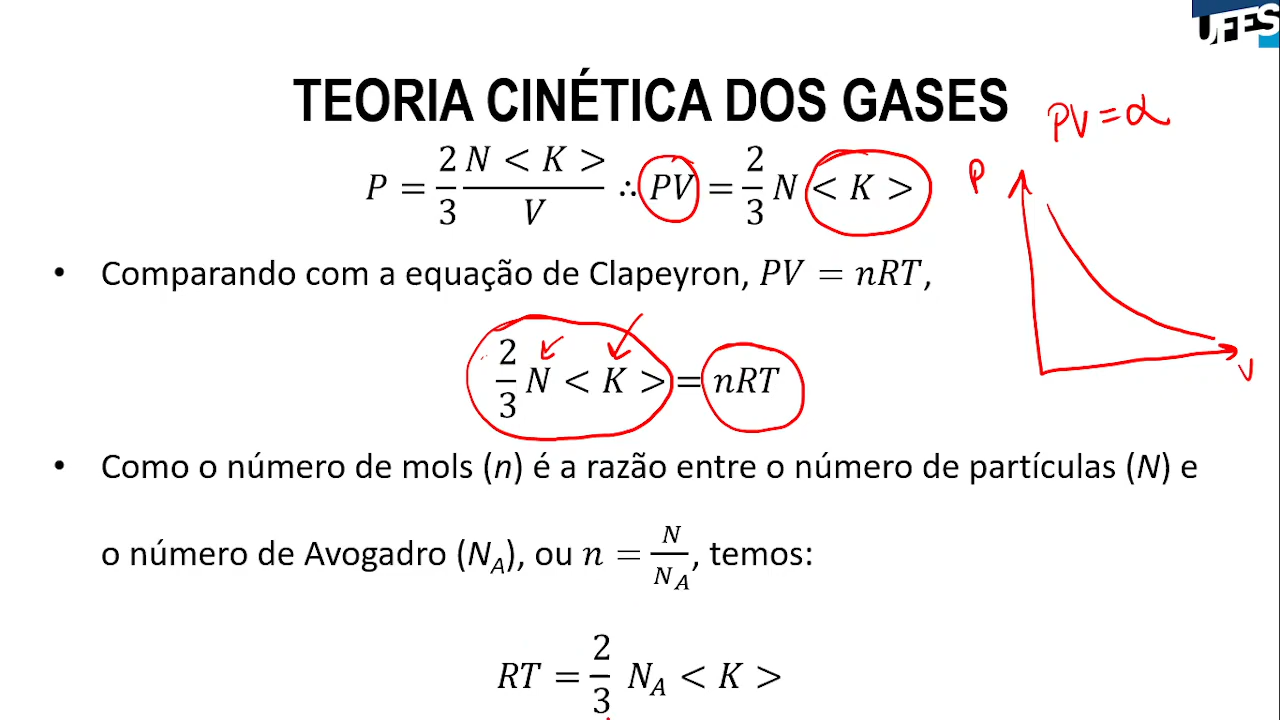 UFES
TEORIA CINÉTICA DOS GASES
PV = α
P = 2/3 N < K > / V ∴ PV = 2/3 N < K >
P
• Comparando com a equação de Clapeyron, PV = nRT,
2/3 N < K > = nRT
V
• Como o número de mols (n) é a razão entre o número de partículas (N) e
o número de Avogadro (N_A), ou n = N/N_A, temos:
RT = 2/3 N_A < K >